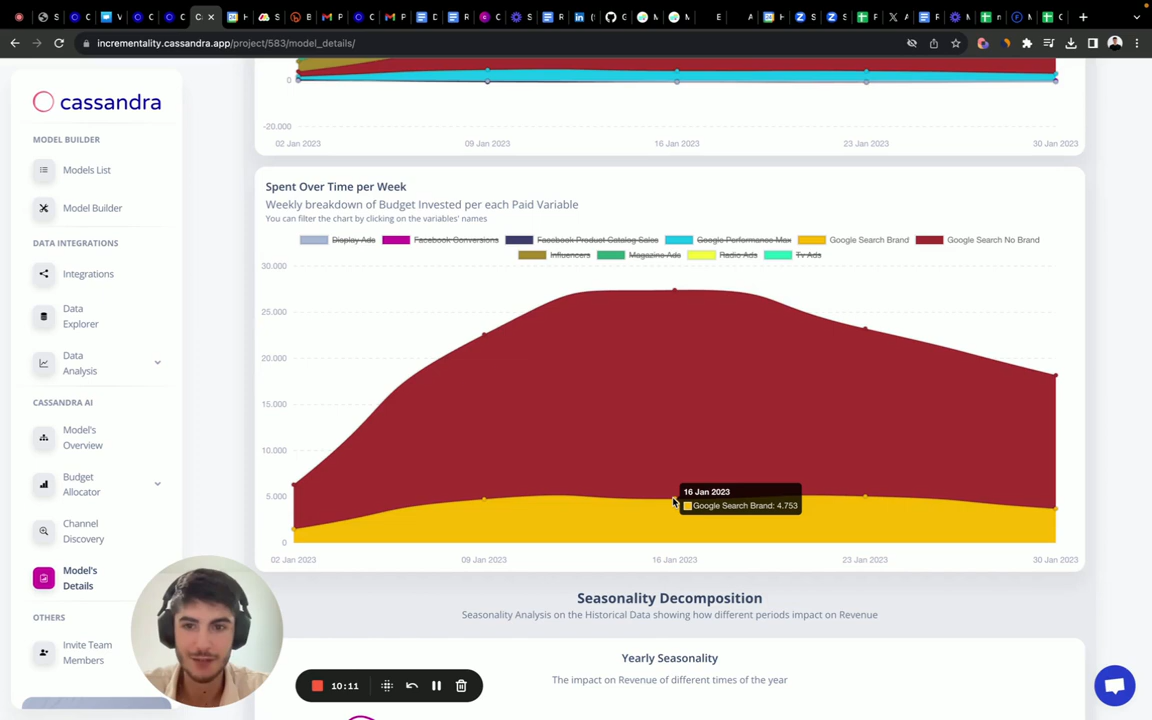 incrementality.cassandra.app/project/583/model_details/
cassandra
MODEL BUILDER
Models List
Model Builder
DATA INTEGRATIONS
Integrations
Data
Explorer
Data
Analysis
CASSANDRA AI
Model's
Overview
Budget
Allocator
Channel
Discovery
Model's
Details
OTHERS
Invite Team
Members
0
-20.000
02 Jan 2023 09 Jan 2023 16 Jan 2023 23 Jan 2023 30 Jan 2023
Spent Over Time per Week
Weekly breakdown of Budget Invested per each Paid Variable
You can filter the chart by clicking on the variables' names
Display Ads Facebook Conversions Facebook Product Catalog Sales Google Performance Max Google Search Brand Google Search No Brand
Influencers Magazine Ads Radio Ads Tv Ads
30.000
25.000
20.000
15.000
10.000
5.000
0
16 Jan 2023
Google Search Brand: 4.753
02 Jan 2023 09 Jan 2023 16 Jan 2023 23 Jan 2023 30 Jan 2023
Seasonality Decomposition
Seasonality Analysis on the Historical Data showing how different periods impact on Revenue
Yearly Seasonality
The impact on Revenue of different times of the year
10:11